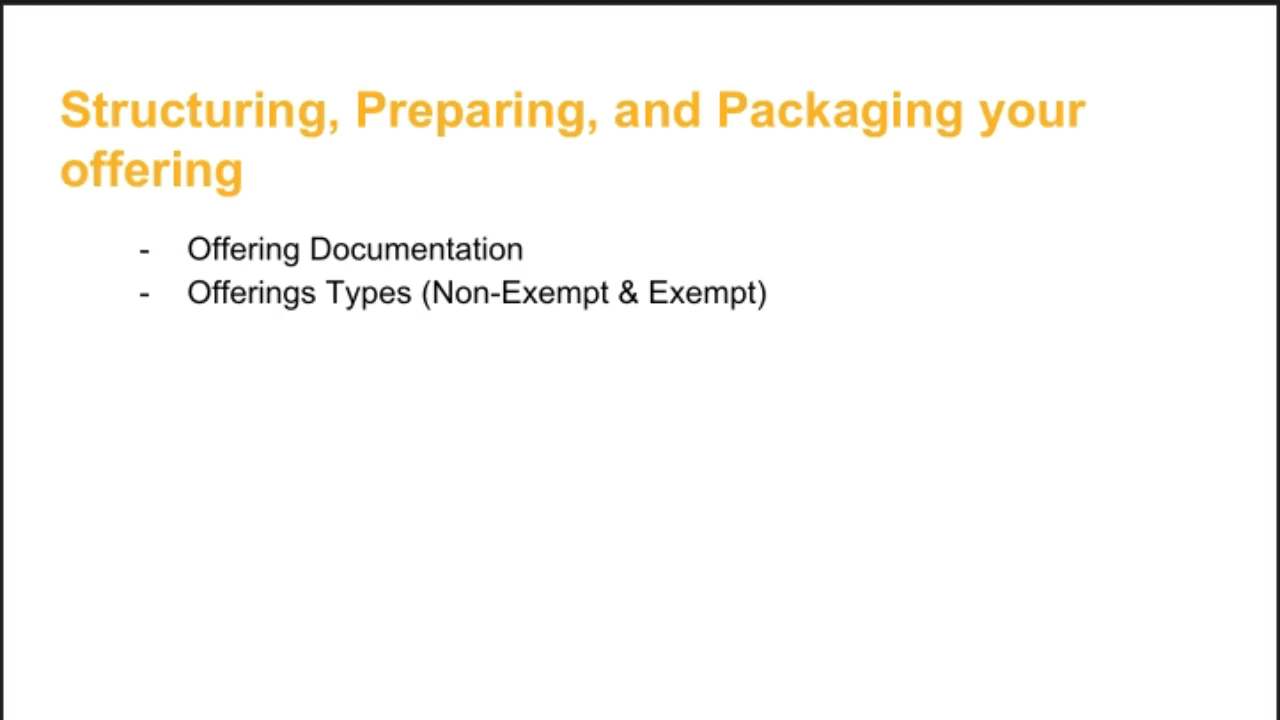 Structuring, Preparing, and Packaging your
offering
- Offering Documentation
- Offerings Types (Non-Exempt & Exempt)